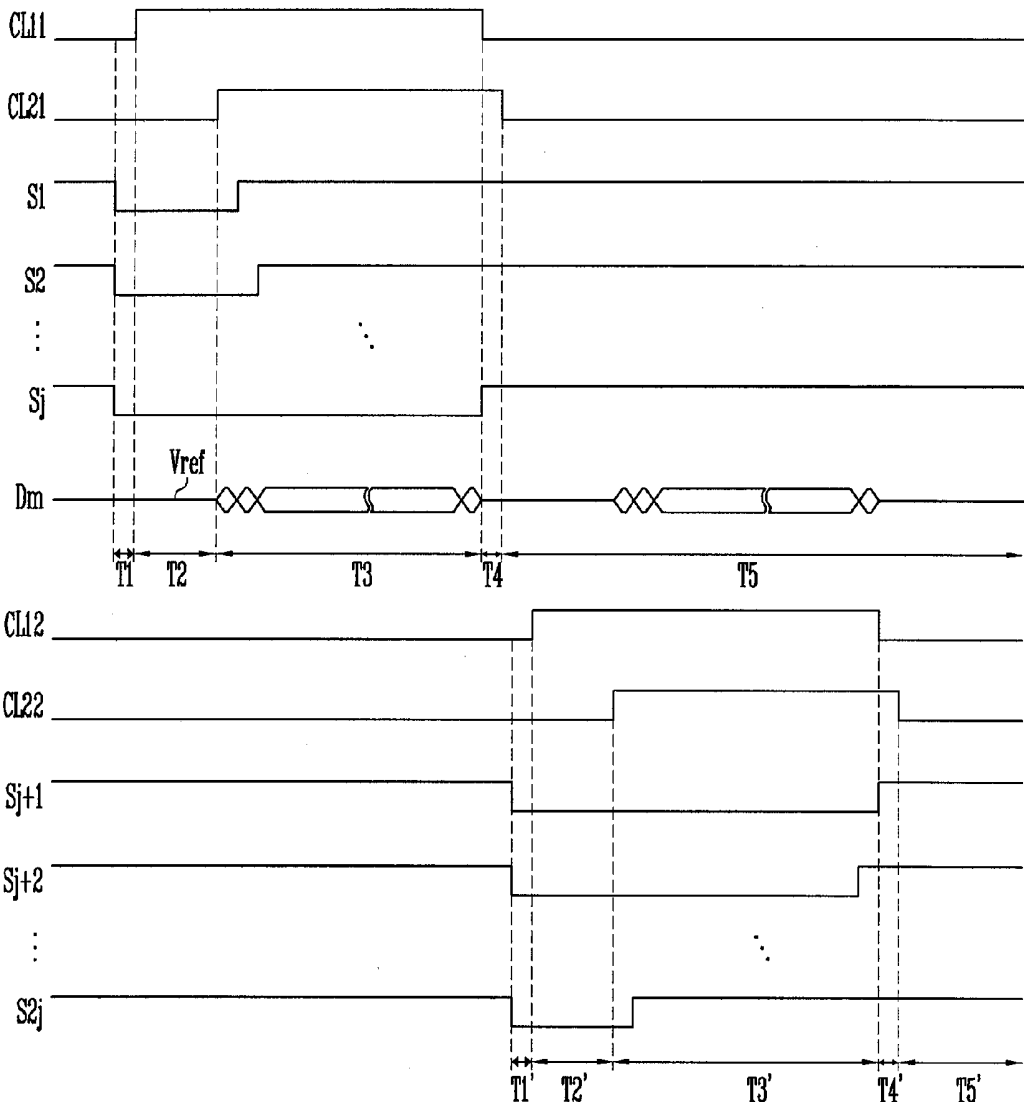 CL11
CL21
S1
S2
Sj
Vref
Dm
T1 T2 T3 T4 T5
CL12
CL22
Sj+1
Sj+2
S2j
T1' T2' T3' T4' T5'